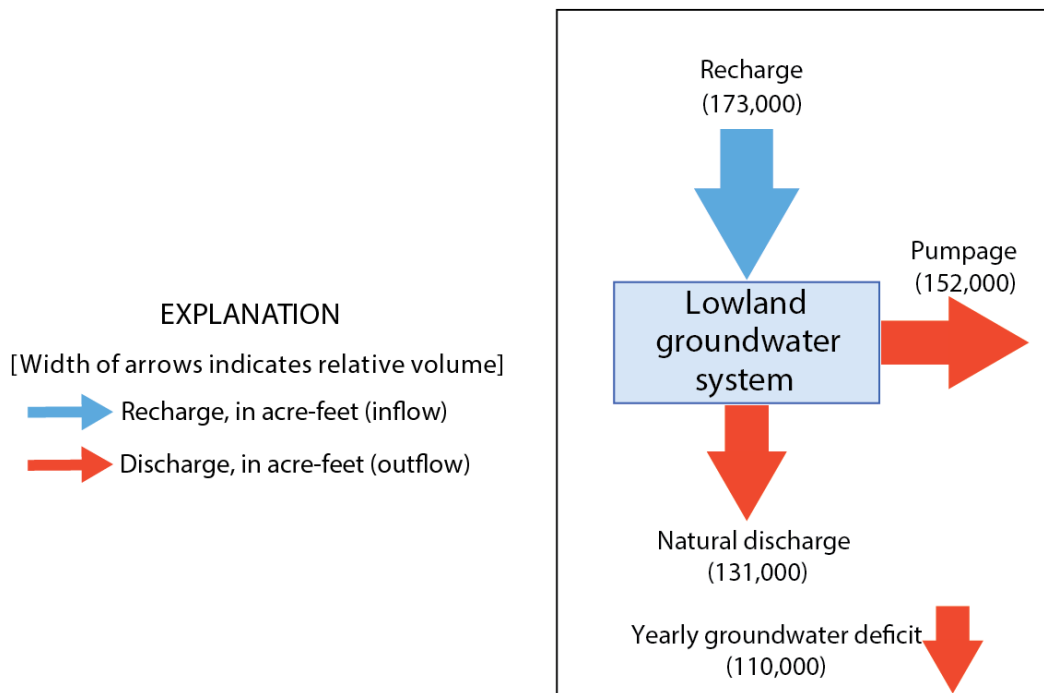 EXPLANATION
[Width of arrows indicates relative volume]
Recharge, in acre-feet (inflow)
Discharge, in acre-feet (outflow)
Recharge
(173,000)
Pumpage
(152,000)
Lowland
groundwater
system
Natural discharge
(131,000)
Yearly groundwater deficit
(110,000)